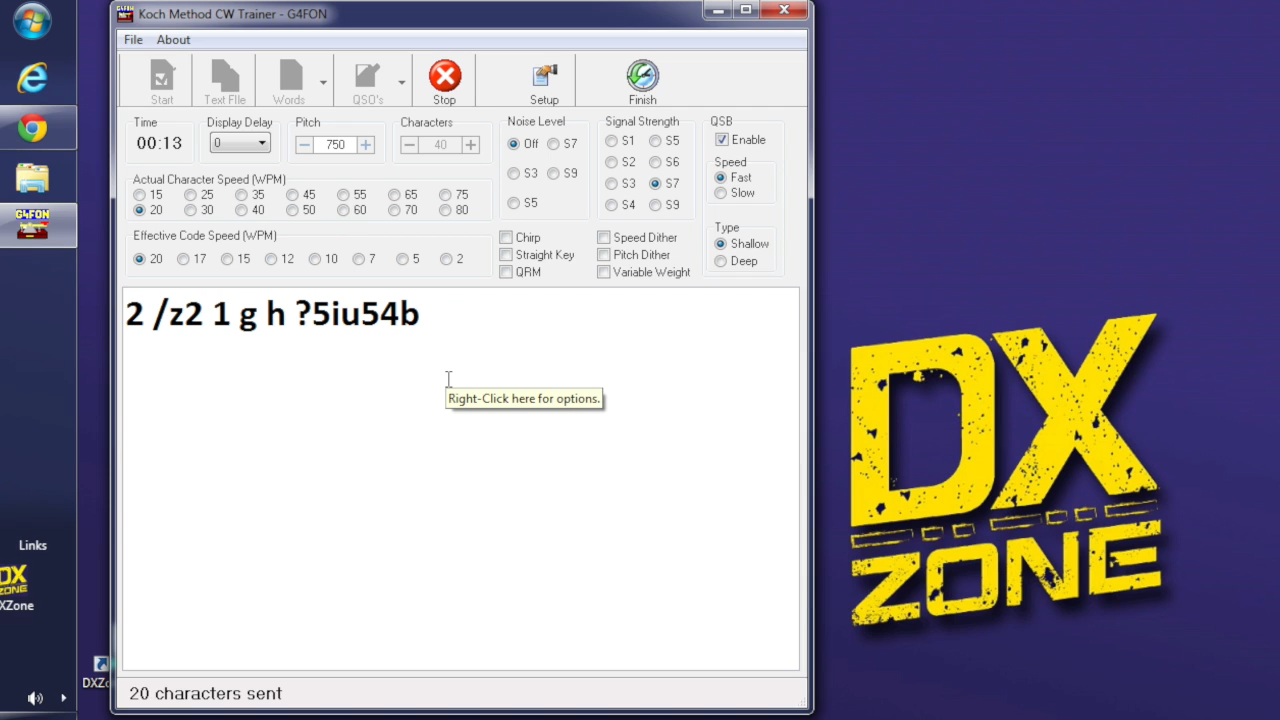 Koch Method CW Trainer - G4FON
File About
Start Text File Words QSO's Stop Setup Finish
Time Display Delay Pitch Characters Noise Level Signal Strength QSB
00:13 0 750 40 Off S7 S1 S5 Enable
S2 S6 Speed
Actual Character Speed (WPM) S3 S9 S3 S7 Fast
15 25 35 45 55 65 75 Slow
20 30 40 50 60 70 80 S5 S4 S9
Type
Effective Code Speed (WPM) Chirp Speed Dither Shallow
20 17 15 12 10 7 5 2 Straight Key Pitch Dither Deep
QRM Variable Weight
2 /z2 1 g h ?5iu54b
Right-Click here for options.
20 characters sent
G4FON
Links
DX
ZONE
XZone
DXZo
DX
ZONE